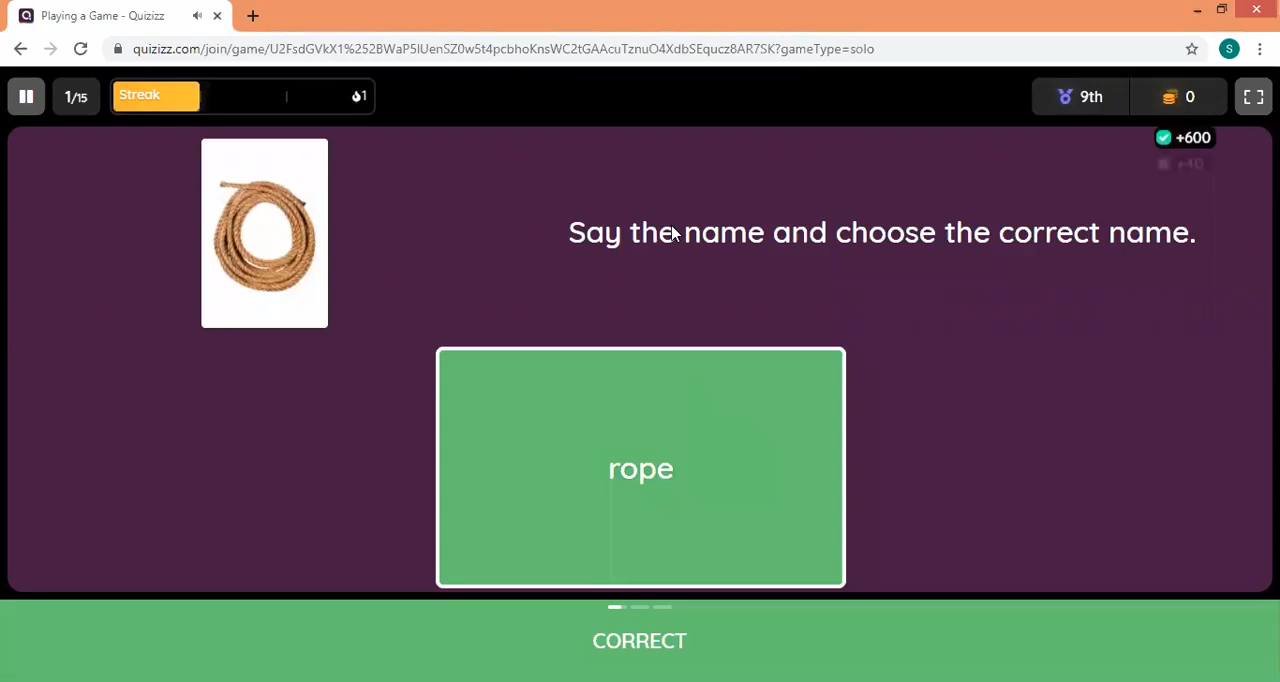 Playing a Game - Quizizz
quizizz.com/join/game/U2FsdGVkX1%252BWaP5lUenSZ0w5t4pcbhoKnsWC2tGAAcuTznuO4XdbSEqucz8AR7SK?gameType=solo
S
1/15
Streak
1
9th
0
+600
Say the name and choose the correct name.
rope
CORRECT